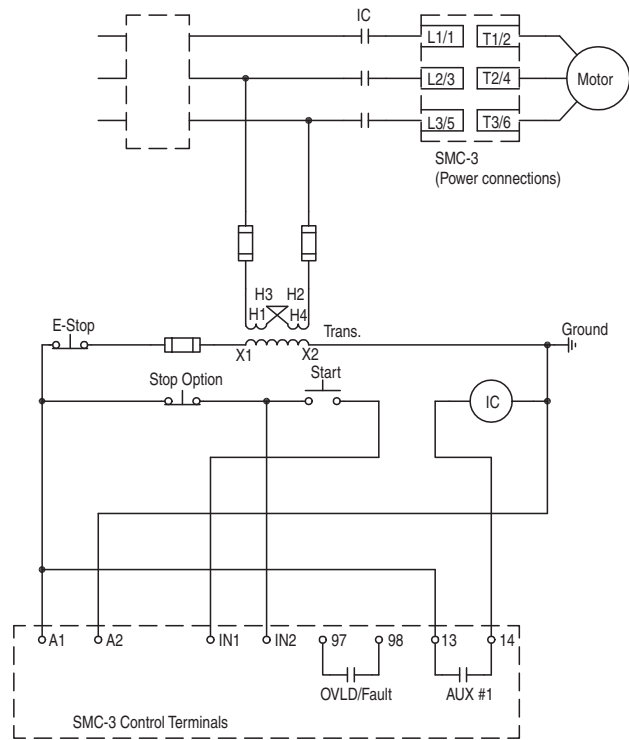 IC
L1/1 T1/2
L2/3 T2/4 Motor
L3/5 T3/6
SMC-3
(Power connections)
H3 H2
H1 H4
E-Stop Trans. Ground
X1 X2
Stop Option Start
IC
A1 A2 IN1 IN2 97 98 13 14
OVLD/Fault AUX #1
SMC-3 Control Terminals